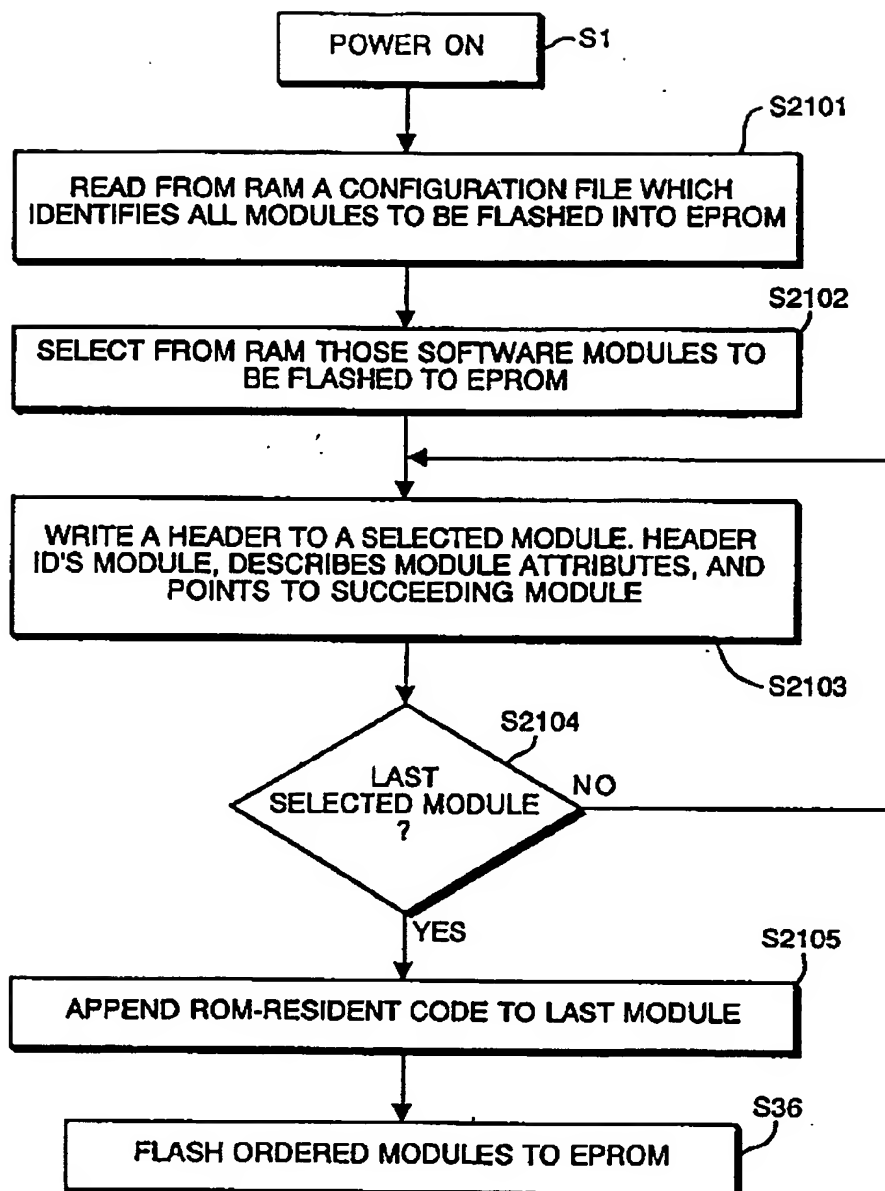 POWER ON
S1
S2101
READ FROM RAM A CONFIGURATION FILE WHICH
IDENTIFIES ALL MODULES TO BE FLASHED INTO EPROM
S2102
SELECT FROM RAM THOSE SOFTWARE MODULES TO
BE FLASHED TO EPROM
WRITE A HEADER TO A SELECTED MODULE. HEADER
ID'S MODULE, DESCRIBES MODULE ATTRIBUTES, AND
POINTS TO SUCCEEDING MODULE
S2103
S2104
LAST
SELECTED MODULE
?
NO
YES
S2105
APPEND ROM-RESIDENT CODE TO LAST MODULE
S36
FLASH ORDERED MODULES TO EPROM